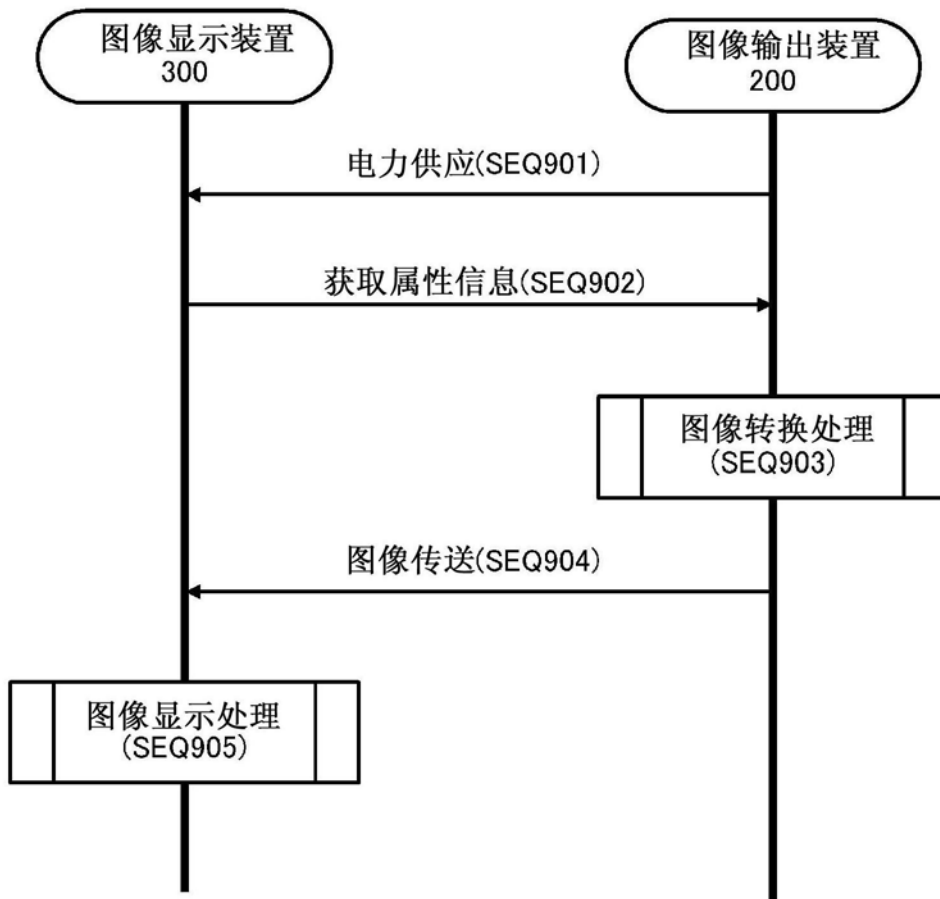 图像显示装置
300
图像输出装置
200
电力供应(SEQ901)
获取属性信息(SEQ902)
图像转换处理
(SEQ903)
图像传送(SEQ904)
图像显示处理
(SEQ905)